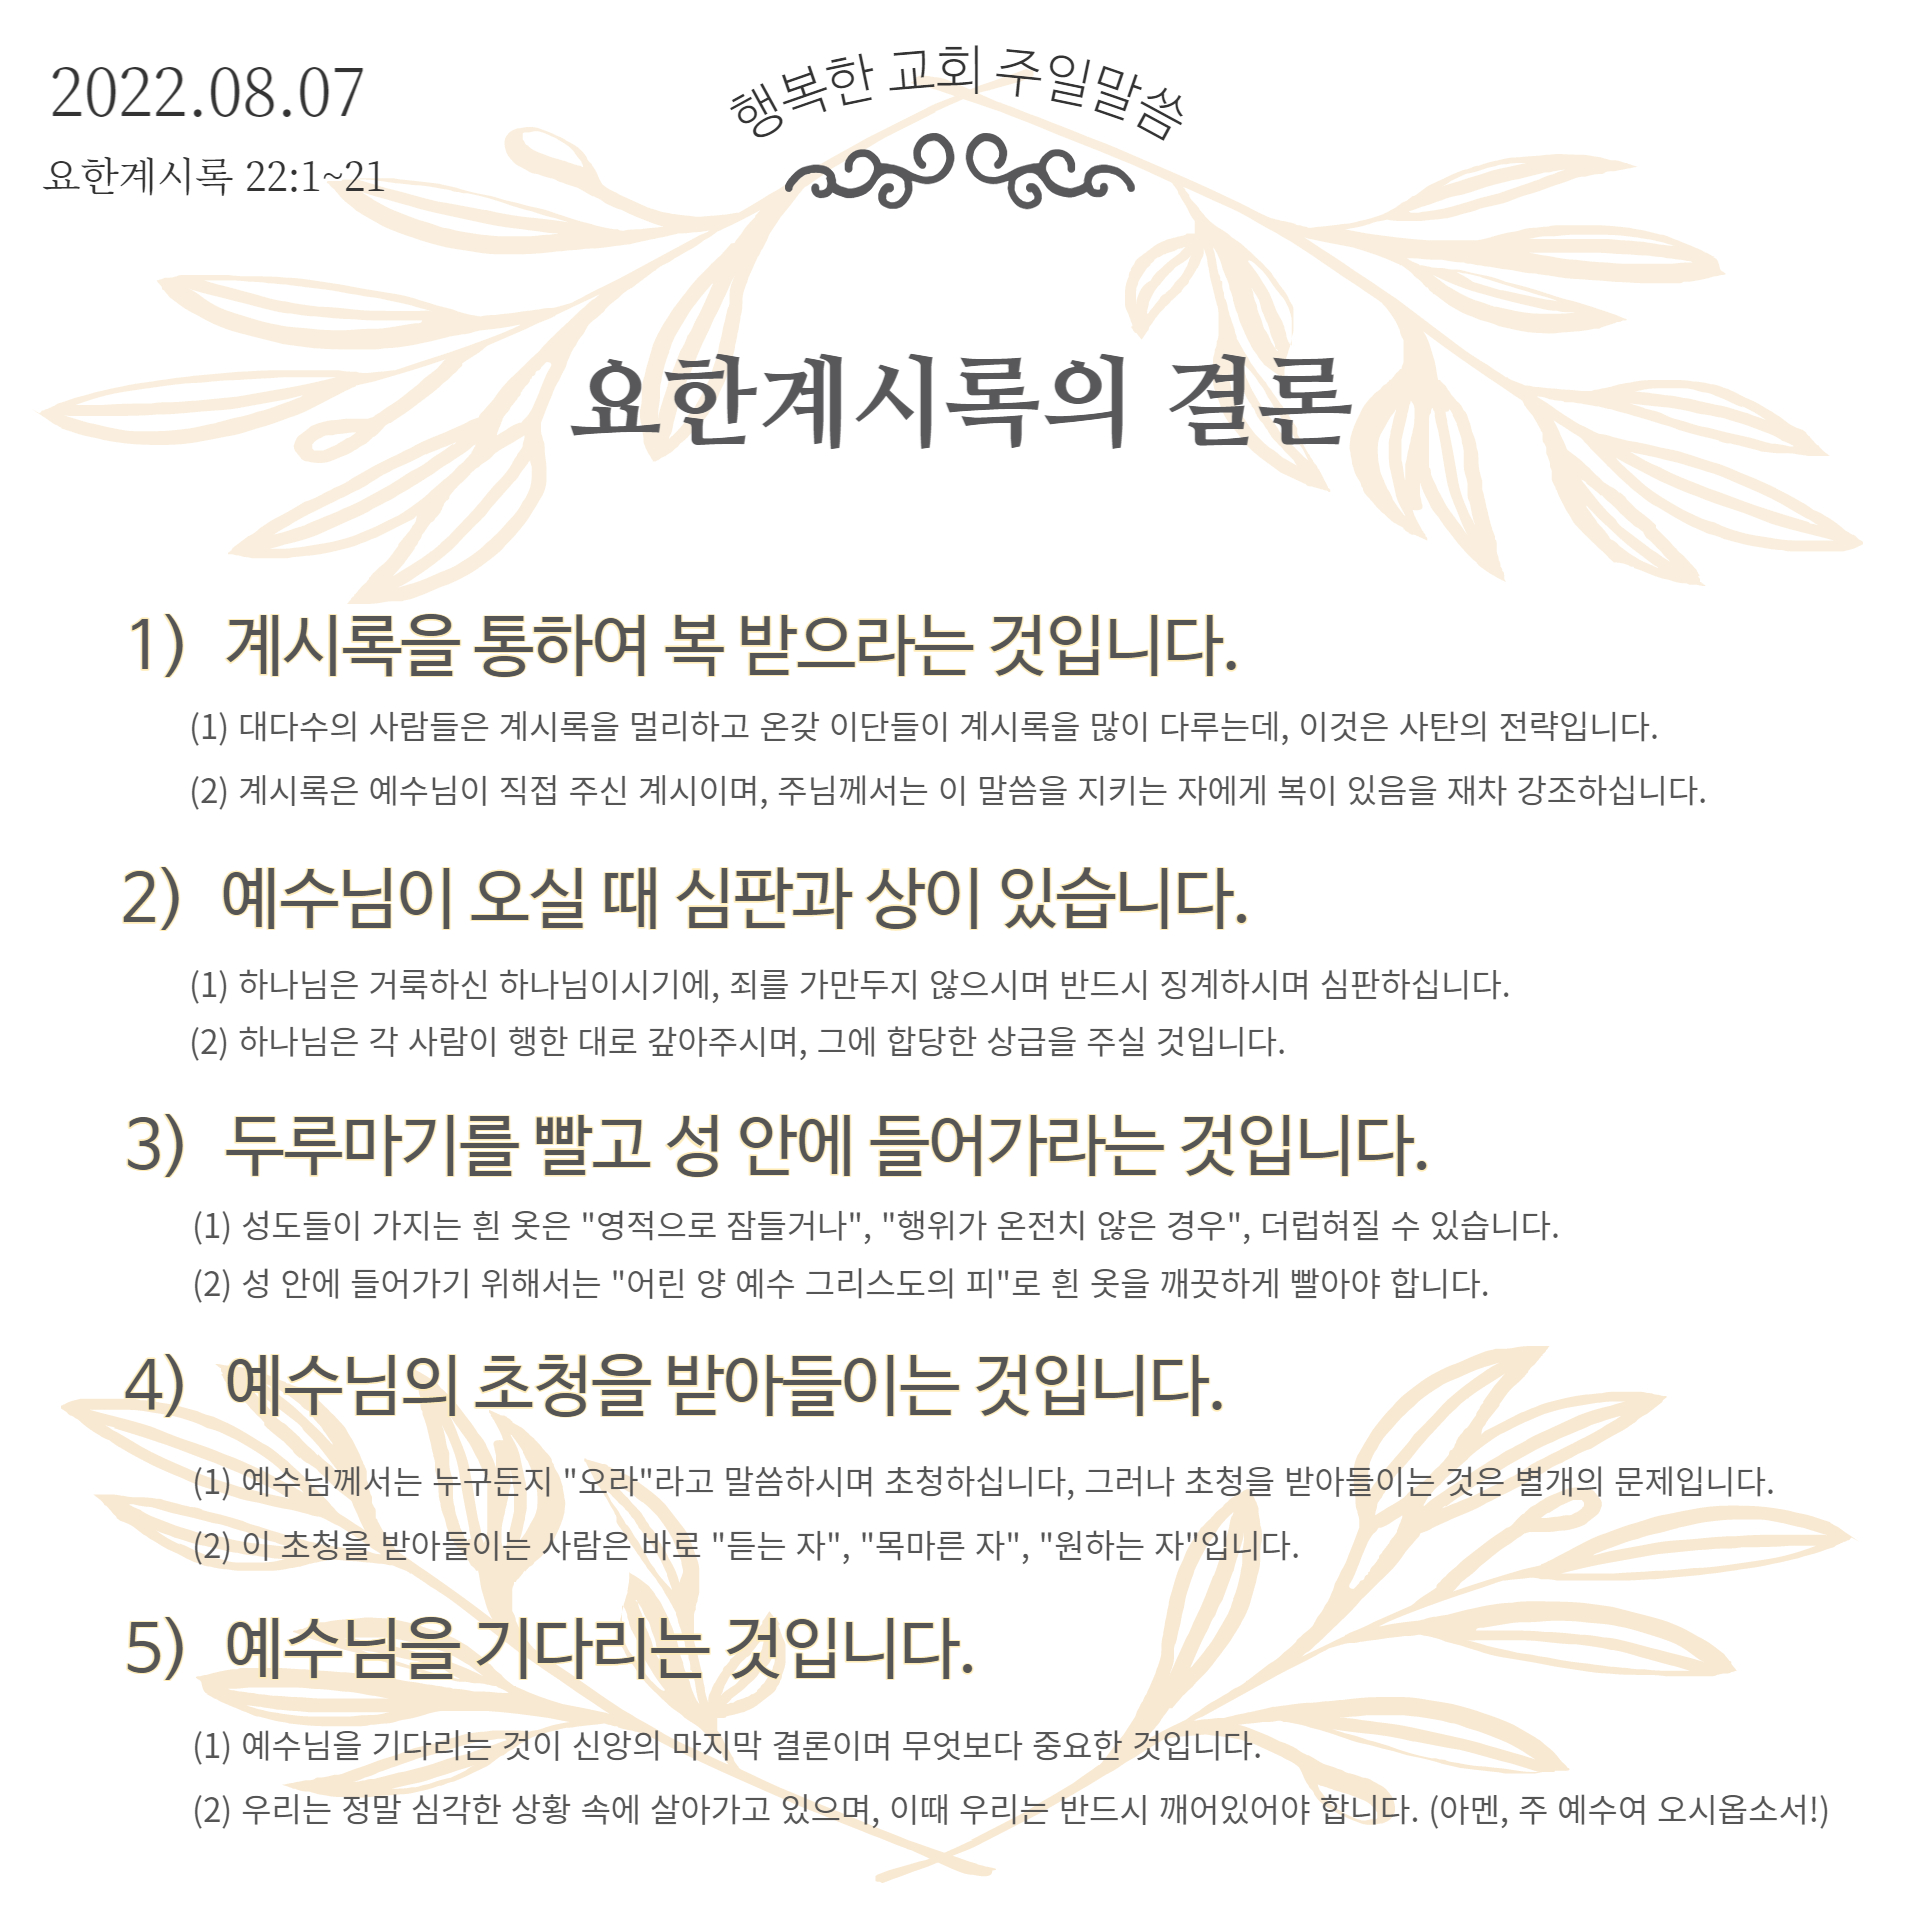 2022.08.07
요한계시록 22:1~21
행복한 교회 주일말씀
요한계시록의 결론
1) 계시록을 통하여 복 받으라는 것입니다.
(1) 대다수의 사람들은 계시록을 멀리하고 온갖 이단들이 계시록을 많이 다루는데, 이것은 사탄의 전략입니다.
(2) 계시록은 예수님이 직접 주신 계시이며, 주님께서는 이 말씀을 지키는 자에게 복이 있음을 재차 강조하십니다.
2) 예수님이 오실 때 심판과 상이 있습니다.
(1) 하나님은 거룩하신 하나님이시기에, 죄를 가만두지 않으시며 반드시 징계하시며 심판하십니다.
(2) 하나님은 각 사람이 행한 대로 갚아주시며, 그에 합당한 상급을 주실 것입니다.
3) 두루마기를 빨고 성 안에 들어가라는 것입니다.
(1) 성도들이 가지는 흰 옷은 "영적으로 잠들거나", "행위가 온전치 않은 경우", 더럽혀질 수 있습니다.
(2) 성 안에 들어가기 위해서는 "어린 양 예수 그리스도의 피"로 흰 옷을 깨끗하게 빨아야 합니다.
4) 예수님의 초청을 받아들이는 것입니다.
(1) 예수님께서는 누구든지 "오라"라고 말씀하시며 초청하십니다, 그러나 초청을 받아들이는 것은 별개의 문제입니다.
(2) 이 초청을 받아들이는 사람은 바로 "듣는 자", "목마른 자", "원하는 자"입니다.
5) 예수님을 기다리는 것입니다.
(1) 예수님을 기다리는 것이 신앙의 마지막 결론이며 무엇보다 중요한 것입니다.
(2) 우리는 정말 심각한 상황 속에 살아가고 있으며, 이때 우리는 반드시 깨어있어야 합니다. (아멘, 주 예수여 오시옵소서!)